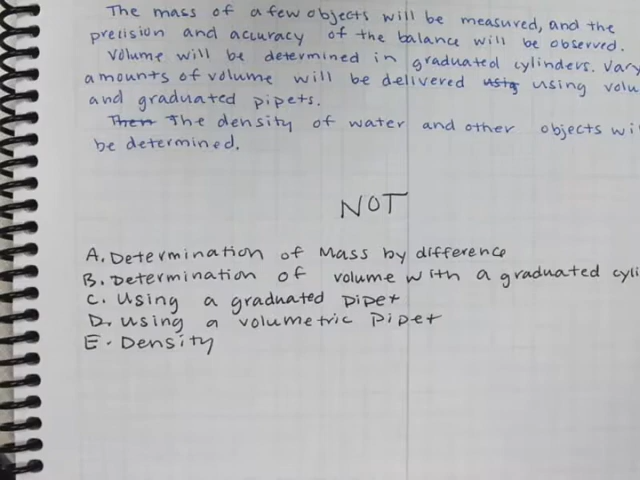 The mass of a few objects will be measured, and the
precision and accuracy of the balance will be observed.
Volume will be determined in graduated cylinders. Vary
amounts of volume will be delivered using using volu
and graduated pipets.
Then The density of water and other objects wi
be determined.
NOT
A. Determination of Mass by difference
B. Determination of volume with a graduated cyli
C. Using a graduated pipet
D. Using a volumetric pipet
E. Density